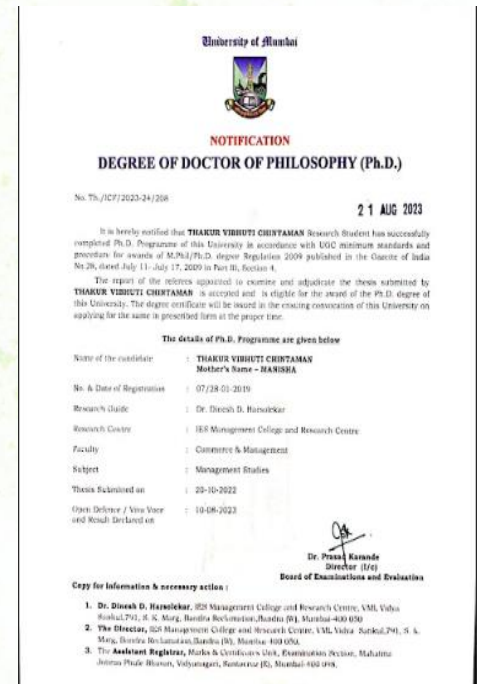 University of Mumbai
NOTIFICATION
DEGREE OF DOCTOR OF PHILOSOPHY (Ph.D.)
No. Th./ICF/2023-24/208
2 1 AUG 2023
It is hereby notified that THAKUR VIBHUTI CHINTAMAN Research Student has successfully
completed Ph.D. Programme of this University in accordance with UGC minimum standards and
procedure for awards of M.Phil/Ph.D. degree Regulation 2009 published in the Gazette of India
No.28, dated July 11- July 17, 2009 in Part III, Section 4.
The report of the referees appointed to examine and adjudicate the thesis submitted by
THAKUR VIBHUTI CHINTAMAN is accepted and is eligible for the award of the Ph.D. degree of
this University. The degree certificate will be issued in the ensuing convocation of this University on
applying for the same in prescribed form at the proper time.
The details of Ph.D. Programme are given below
Name of the candidate : THAKUR VIBHUTI CHINTAMAN
Mother's Name – MANISHA
No. & Date of Registration : 07/28-01-2019
Research Guide : Dr. Dinesh D. Harsolekar
Research Centre : IES Management College and Research Centre
Faculty : Commerce & Management
Subject : Management Studies
Thesis Submitted on : 20-10-2022
Open Defence / Viva Voce : 10-08-2023
and Result Declared on
Dr. Prasad Karande
Director (I/c)
Board of Examinations and Evaluation
Copy for information & necessary action :
1. Dr. Dinesh D. Harsolekar, IES Management College and Research Centre, VML Vidya
Sankul,791, S. K. Marg, Bandra Reclamation,Bandra (W), Mumbai-400 050
2. The Director, IES Management College and Research Centre, VML Vidya Sankul,791, S. K.
Marg, Bandra Reclamation,Bandra (W), Mumbai-400 050.
3. The Assistant Registrar, Marks & Certificates Unit, Examination Section, Mahatma
Jotirao Phule Bhavan, Vidyanagari, Santacruz (E), Mumbai-400 098.